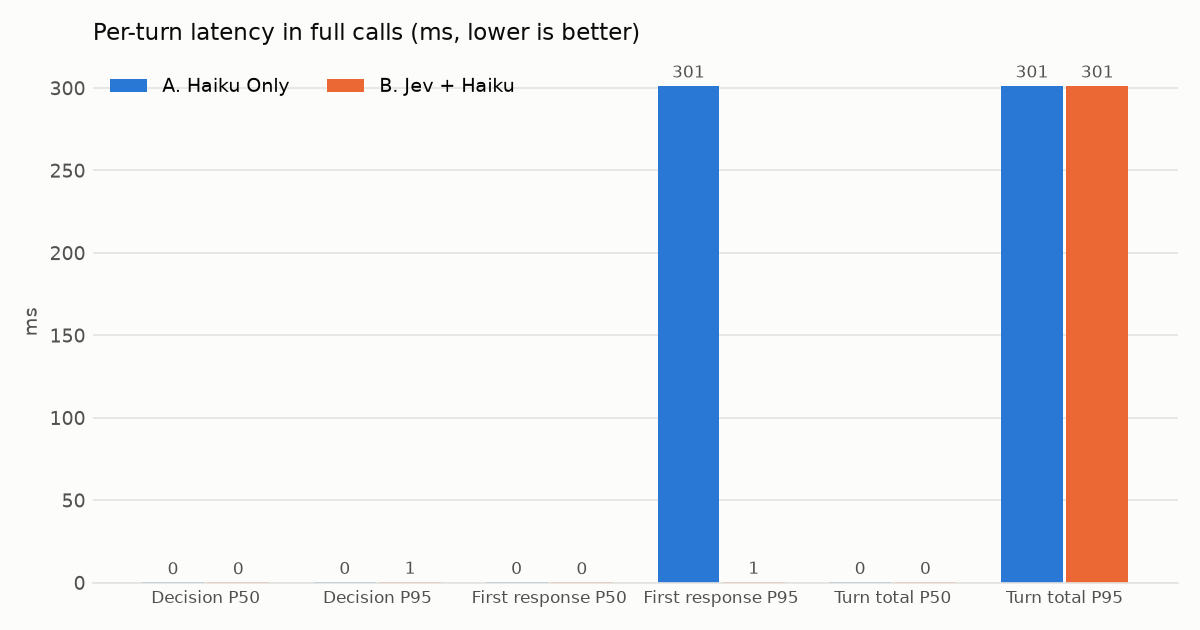 Per-turn latency in full calls (ms, lower is better)
A. Haiku Only
B. Jev + Haiku
301
301
301
300
250
200
150
100
50
0
ms
0
0
0
1
0
0
1
0
0
Decision P50
Decision P95
First response P50
First response P95
Turn total P50
Turn total P95